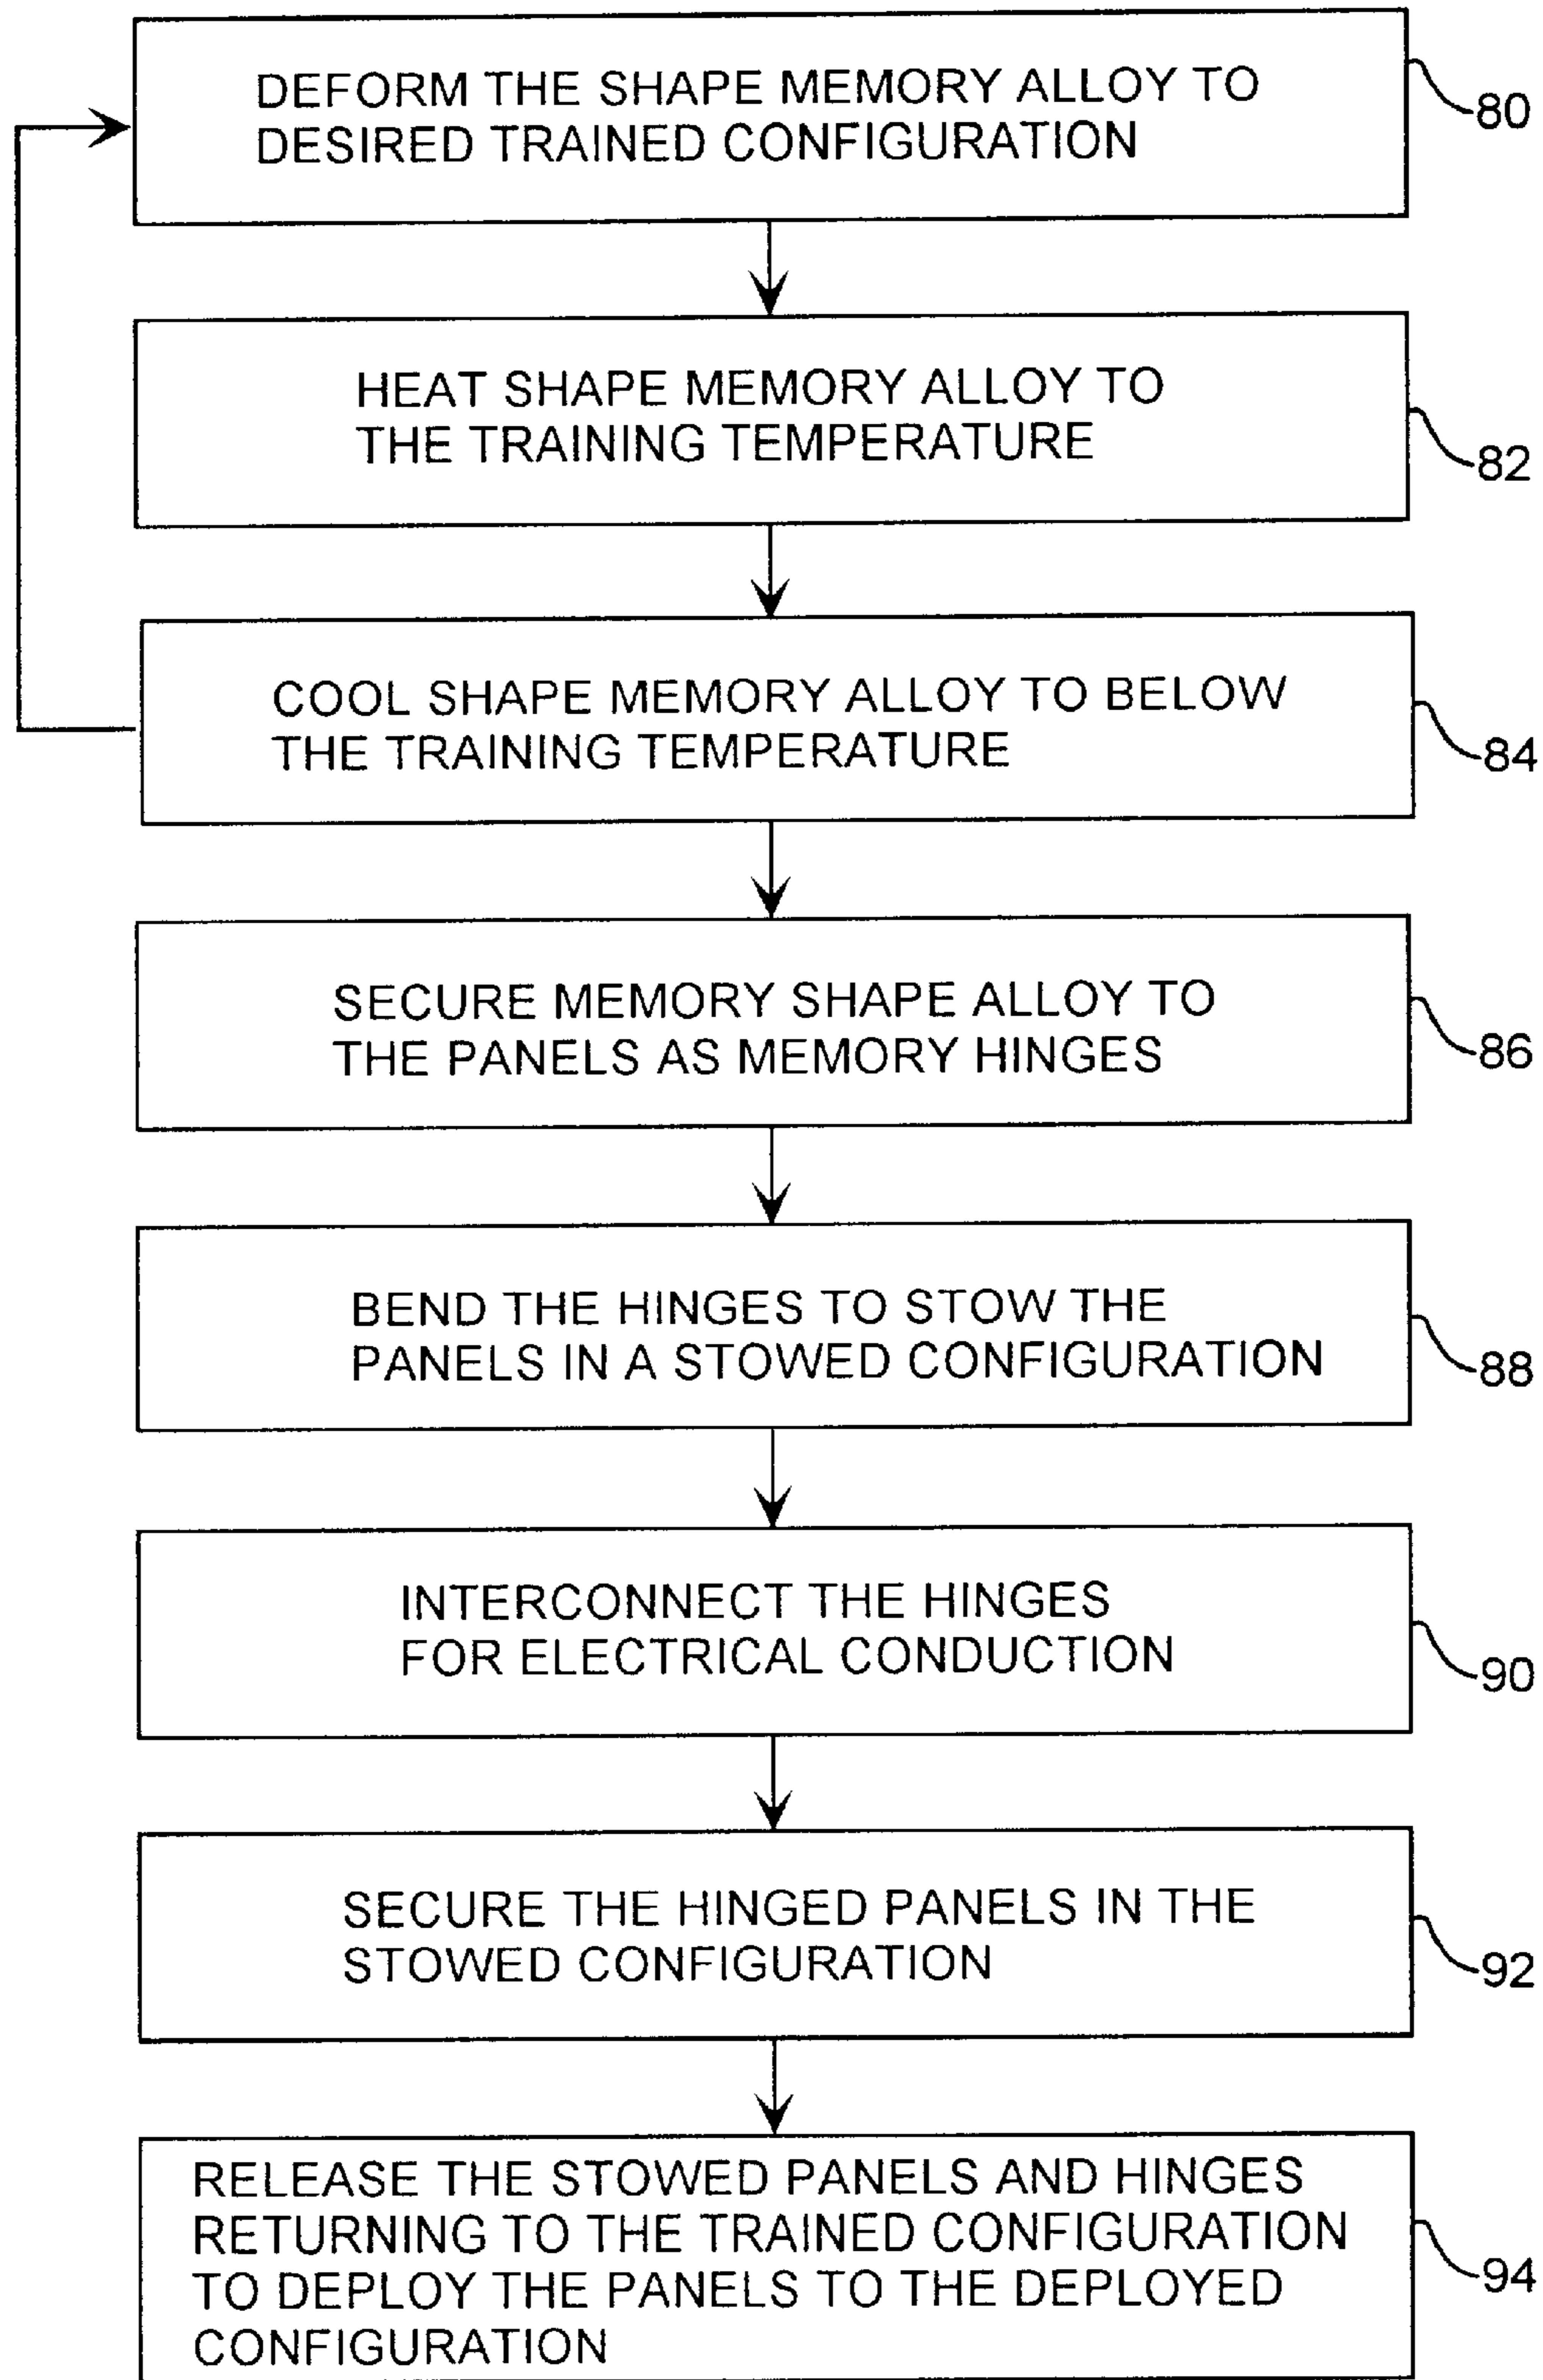 DEFORM THE SHAPE MEMORY ALLOY TO
DESIRED TRAINED CONFIGURATION
80
HEAT SHAPE MEMORY ALLOY TO
THE TRAINING TEMPERATURE
82
COOL SHAPE MEMORY ALLOY TO BELOW
THE TRAINING TEMPERATURE
84
SECURE MEMORY SHAPE ALLOY TO
THE PANELS AS MEMORY HINGES
86
BEND THE HINGES TO STOW THE
PANELS IN A STOWED CONFIGURATION
88
INTERCONNECT THE HINGES
FOR ELECTRICAL CONDUCTION
90
SECURE THE HINGED PANELS IN THE
STOWED CONFIGURATION
92
RELEASE THE STOWED PANELS AND HINGES
RETURNING TO THE TRAINED CONFIGURATION
TO DEPLOY THE PANELS TO THE DEPLOYED
CONFIGURATION
94